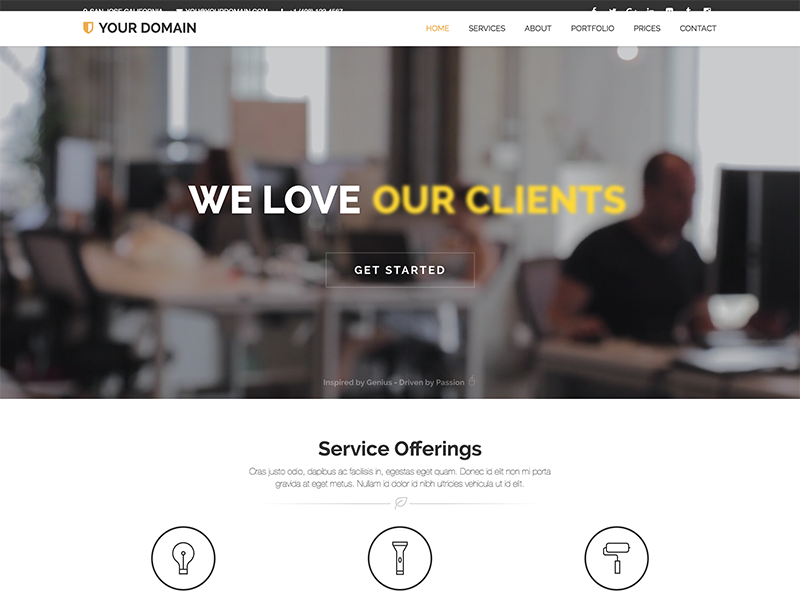 SAN JOSE CALIFORNIA YOU@YOURDOMAIN.COM
YOUR DOMAIN
HOME SERVICES ABOUT PORTFOLIO PRICES CONTACT
WE LOVE OUR CLIENTS
GET STARTED
Inspired by Genius - Driven by Passion
Service Offerings
Cras justo odio, dapibus ac facilisis in, egestas eget quam. Donec id elit non mi porta
gravida at eget metus. Nullam id dolor id nibh ultricies vehicula ut id elit.